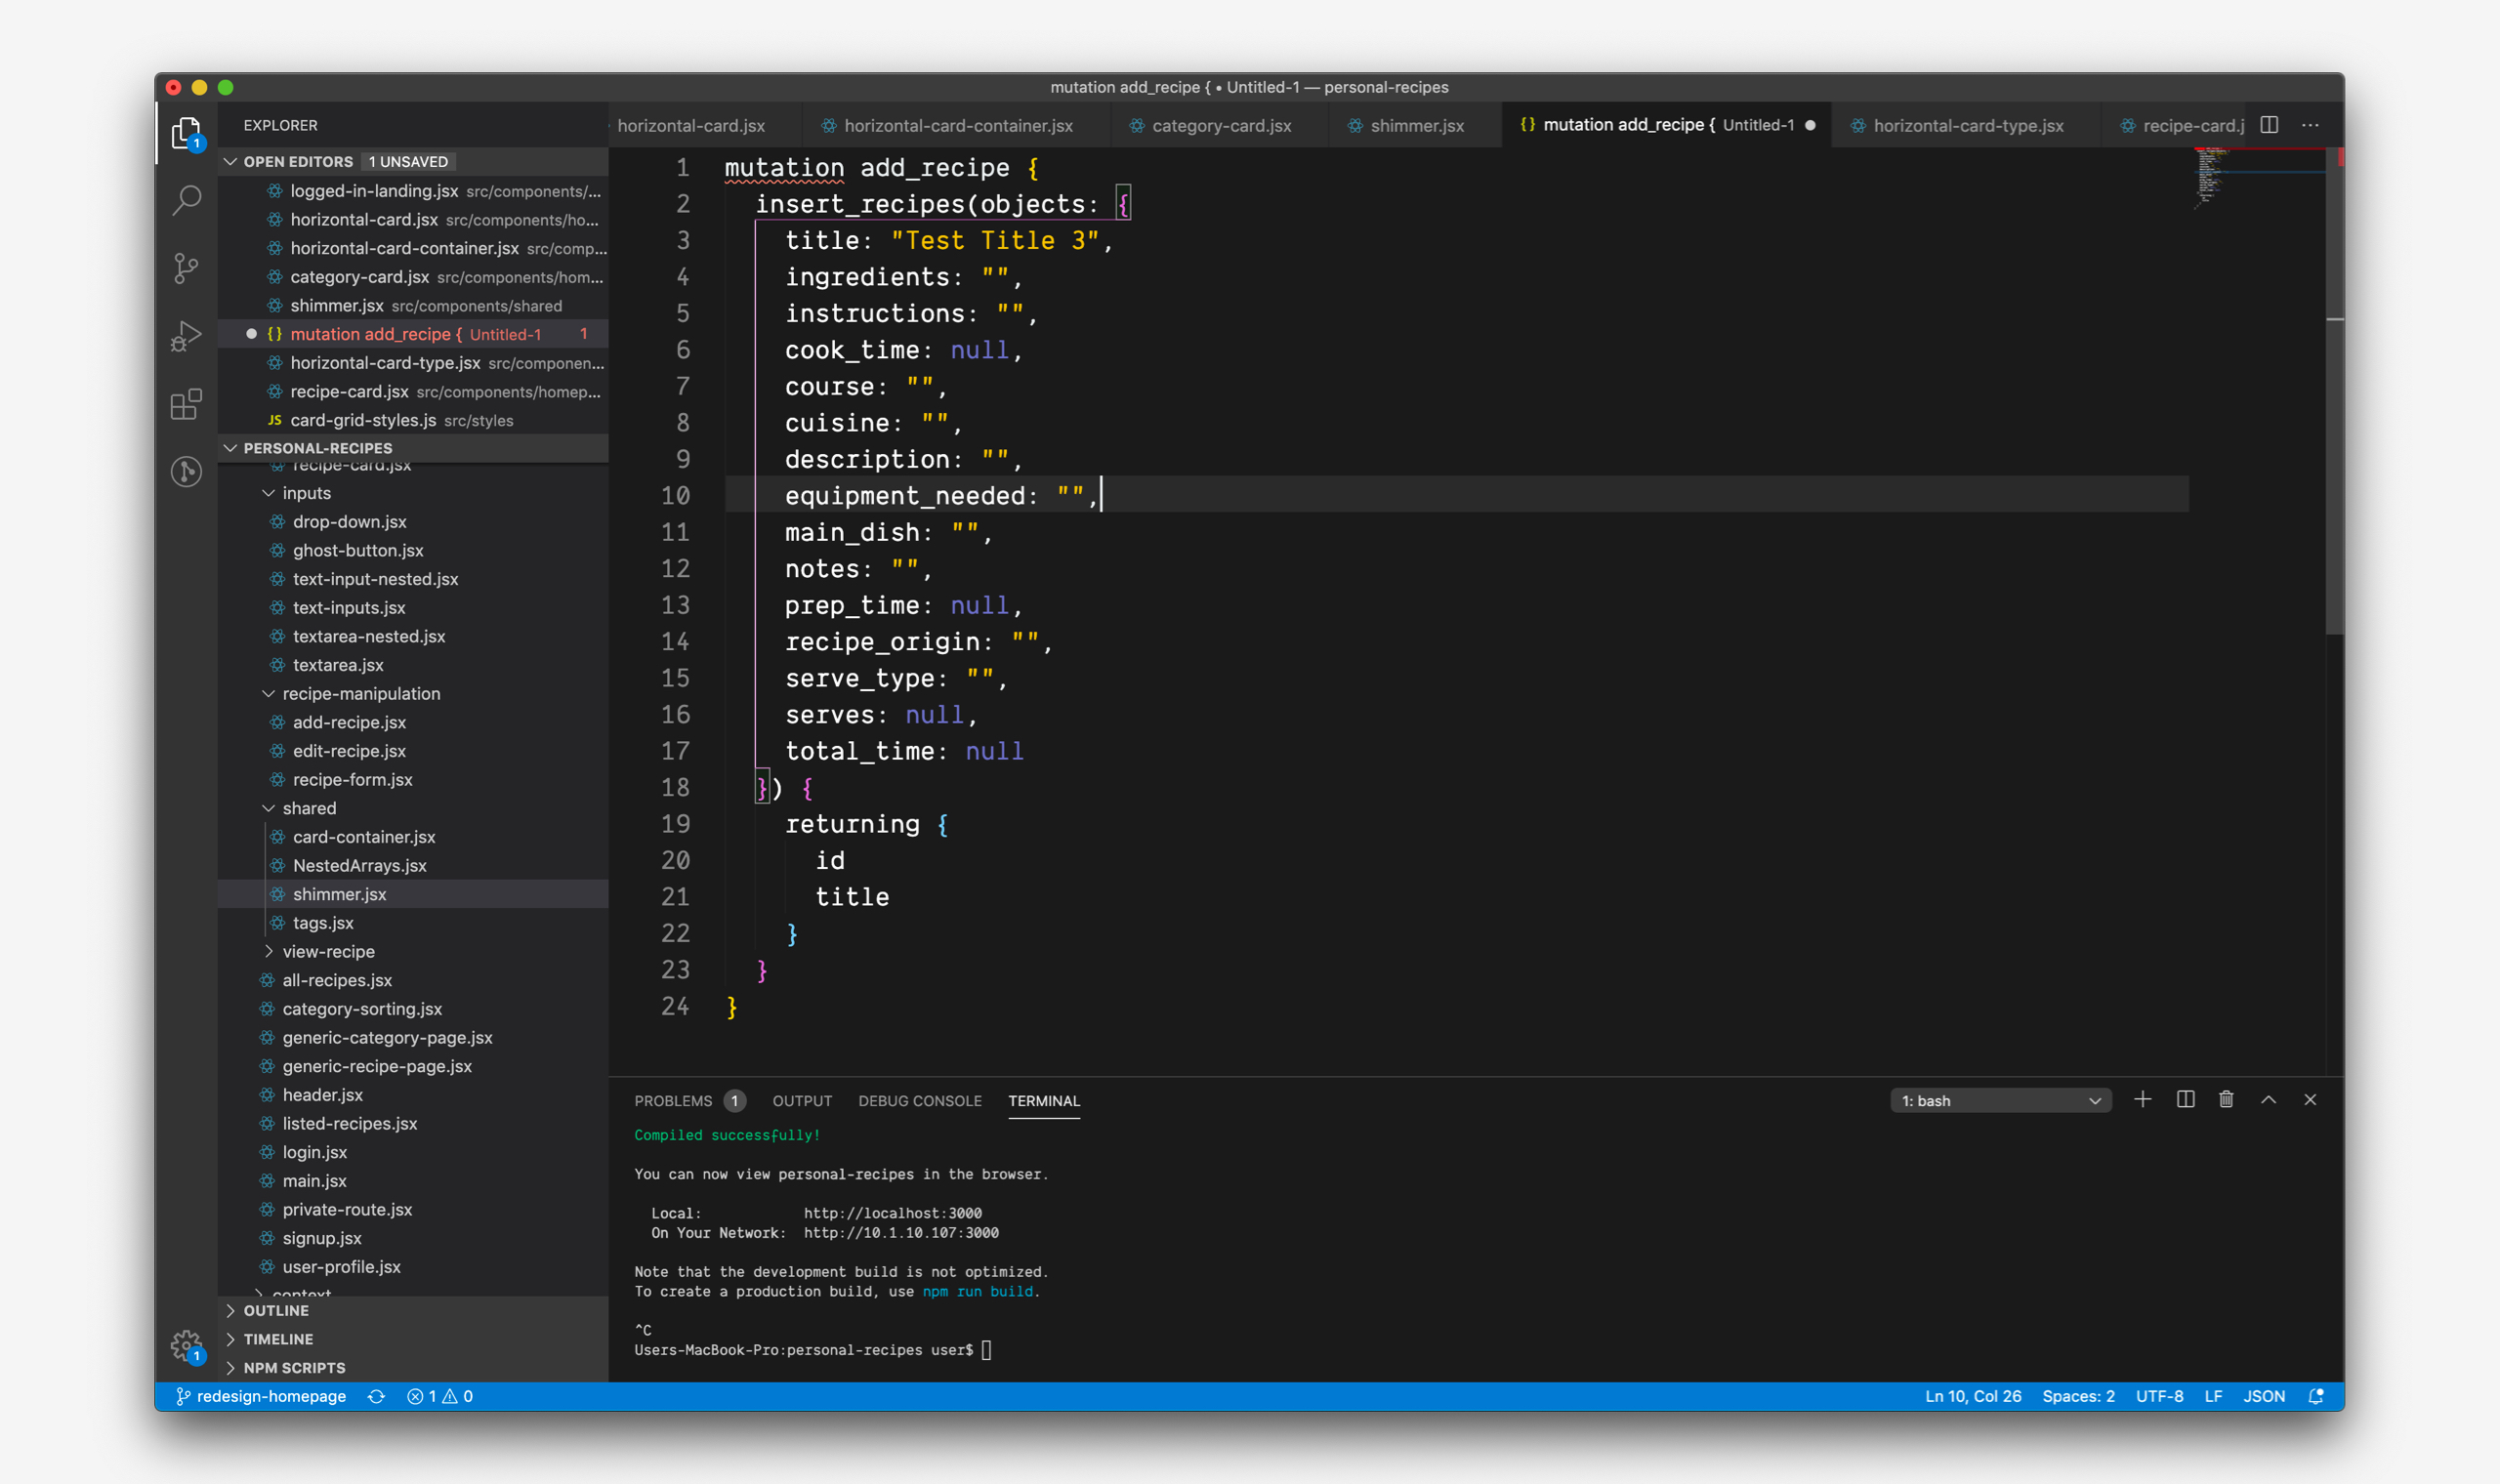 mutation add_recipe { • Untitled-1 — personal-recipes
EXPLORER
OPEN EDITORS 1 UNSAVED
logged-in-landing.jsx src/components/...
horizontal-card.jsx src/components/ho...
horizontal-card-container.jsx src/comp...
category-card.jsx src/components/hom...
shimmer.jsx src/components/shared
{} mutation add_recipe { Untitled-1 1
horizontal-card-type.jsx src/componen...
recipe-card.jsx src/components/homep...
JS card-grid-styles.js src/styles
PERSONAL-RECIPES
recipe-card.jsx
inputs
drop-down.jsx
ghost-button.jsx
text-input-nested.jsx
text-inputs.jsx
textarea-nested.jsx
textarea.jsx
recipe-manipulation
add-recipe.jsx
edit-recipe.jsx
recipe-form.jsx
shared
card-container.jsx
NestedArrays.jsx
shimmer.jsx
tags.jsx
view-recipe
all-recipes.jsx
category-sorting.jsx
generic-category-page.jsx
generic-recipe-page.jsx
header.jsx
listed-recipes.jsx
login.jsx
main.jsx
private-route.jsx
signup.jsx
user-profile.jsx
context
OUTLINE
TIMELINE
NPM SCRIPTS
1
1
horizontal-card.jsx horizontal-card-container.jsx category-card.jsx shimmer.jsx {} mutation add_recipe { Untitled-1 ● horizontal-card-type.jsx recipe-card.j ...
1 mutation add_recipe {
2 insert_recipes(objects: {
3 title: "Test Title 3",
4 ingredients: "",
5 instructions: "",
6 cook_time: null,
7 course: "",
8 cuisine: "",
9 description: "",
10 equipment_needed: "",
11 main_dish: "",
12 notes: "",
13 prep_time: null,
14 recipe_origin: "",
15 serve_type: "",
16 serves: null,
17 total_time: null
18 }) {
19 returning {
20 id
21 title
22 }
23 }
24 }
PROBLEMS 1 OUTPUT DEBUG CONSOLE TERMINAL 1: bash
Compiled successfully!
You can now view personal-recipes in the browser.
Local: http://localhost:3000
On Your Network: http://10.1.10.107:3000
Note that the development build is not optimized.
To create a production build, use npm run build.
^C
Users-MacBook-Pro:personal-recipes user$
redesign-homepage 1 0 Ln 10, Col 26 Spaces: 2 UTF-8 LF JSON